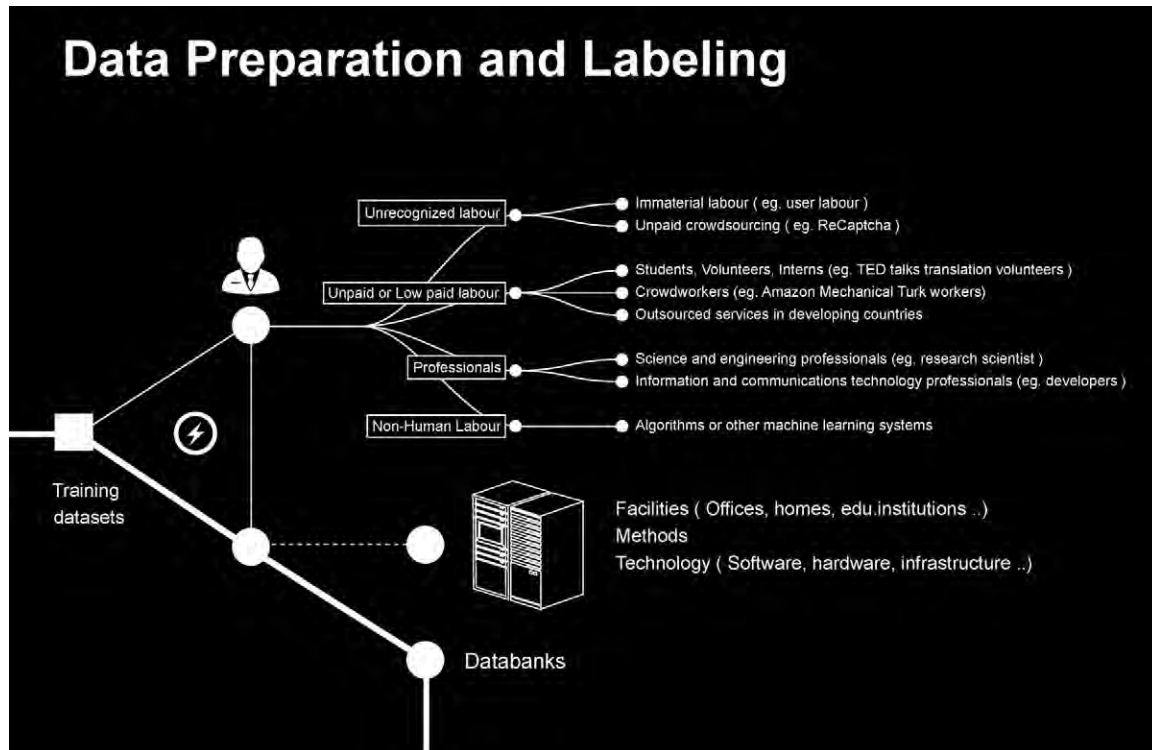 Data Preparation and Labeling
Unrecognized labour
Immaterial labour ( eg. user labour )
Unpaid crowdsourcing ( eg. ReCaptcha )
Unpaid or Low paid labour
Students, Volunteers, Interns (eg. TED talks translation volunteers )
Crowdworkers (eg. Amazon Mechanical Turk workers)
Outsourced services in developing countries
Professionals
Science and engineering professionals (eg. research scientist )
Information and communications technology professionals (eg. developers )
Non-Human Labour
Algorithms or other machine learning systems
Training
datasets
Facilities ( Offices, homes, edu.institutions ..)
Methods
Technology ( Software, hardware, infrastructure ..)
Databanks